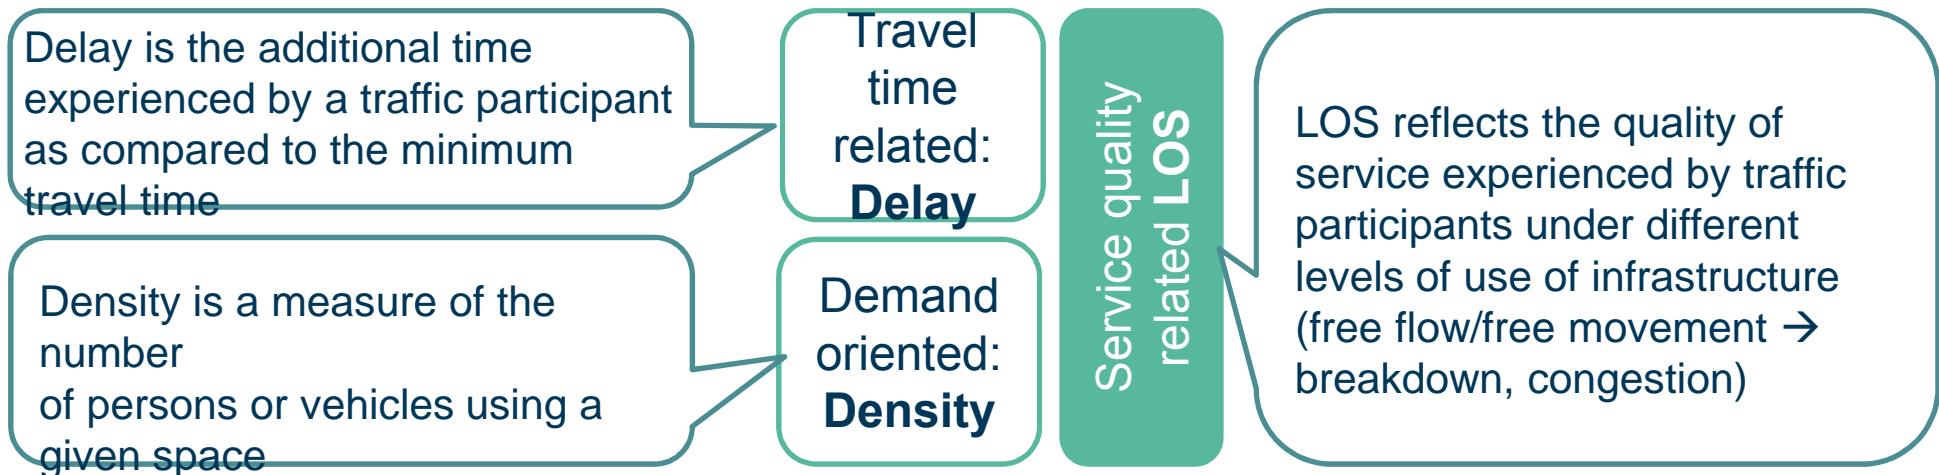 Delay is the additional time
experienced by a traffic participant
as compared to the minimum
travel time
Travel
time
related:
Delay
Density is a measure of the
number
of persons or vehicles using a
given space
Demand
oriented:
Density
Service quality
related LOS
LOS reflects the quality of
service experienced by traffic
participants under different
levels of use of infrastructure
(free flow/free movement →
breakdown, congestion)